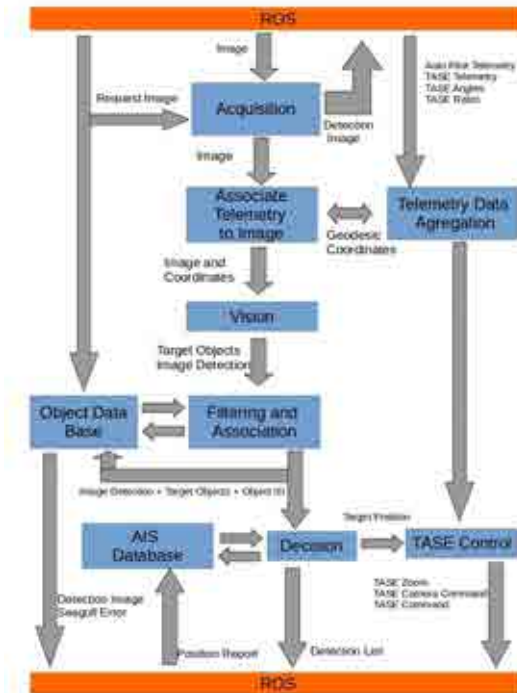 ROS
Image
Auto Pilot Telemetry
TASE Telemetry
TASE Angles
TASE Rates
Request Image
Acquisition
Detection
Image
Image
Associate
Telemetry
to Image
Telemetry Data
Agregation
Geodesic
Coordinates
Image and
Coordinates
Vision
Target Objects
Image Detection
Object Data
Base
Filtering and
Association
Image Detection + Target Objects + Object ID
Target Position
AIS
Database
Decision
TASE Control
TASE Zoom
TASE Camera Command
TASE Command
Detection Image
Seagull Error
Position Report
Detection List
ROS